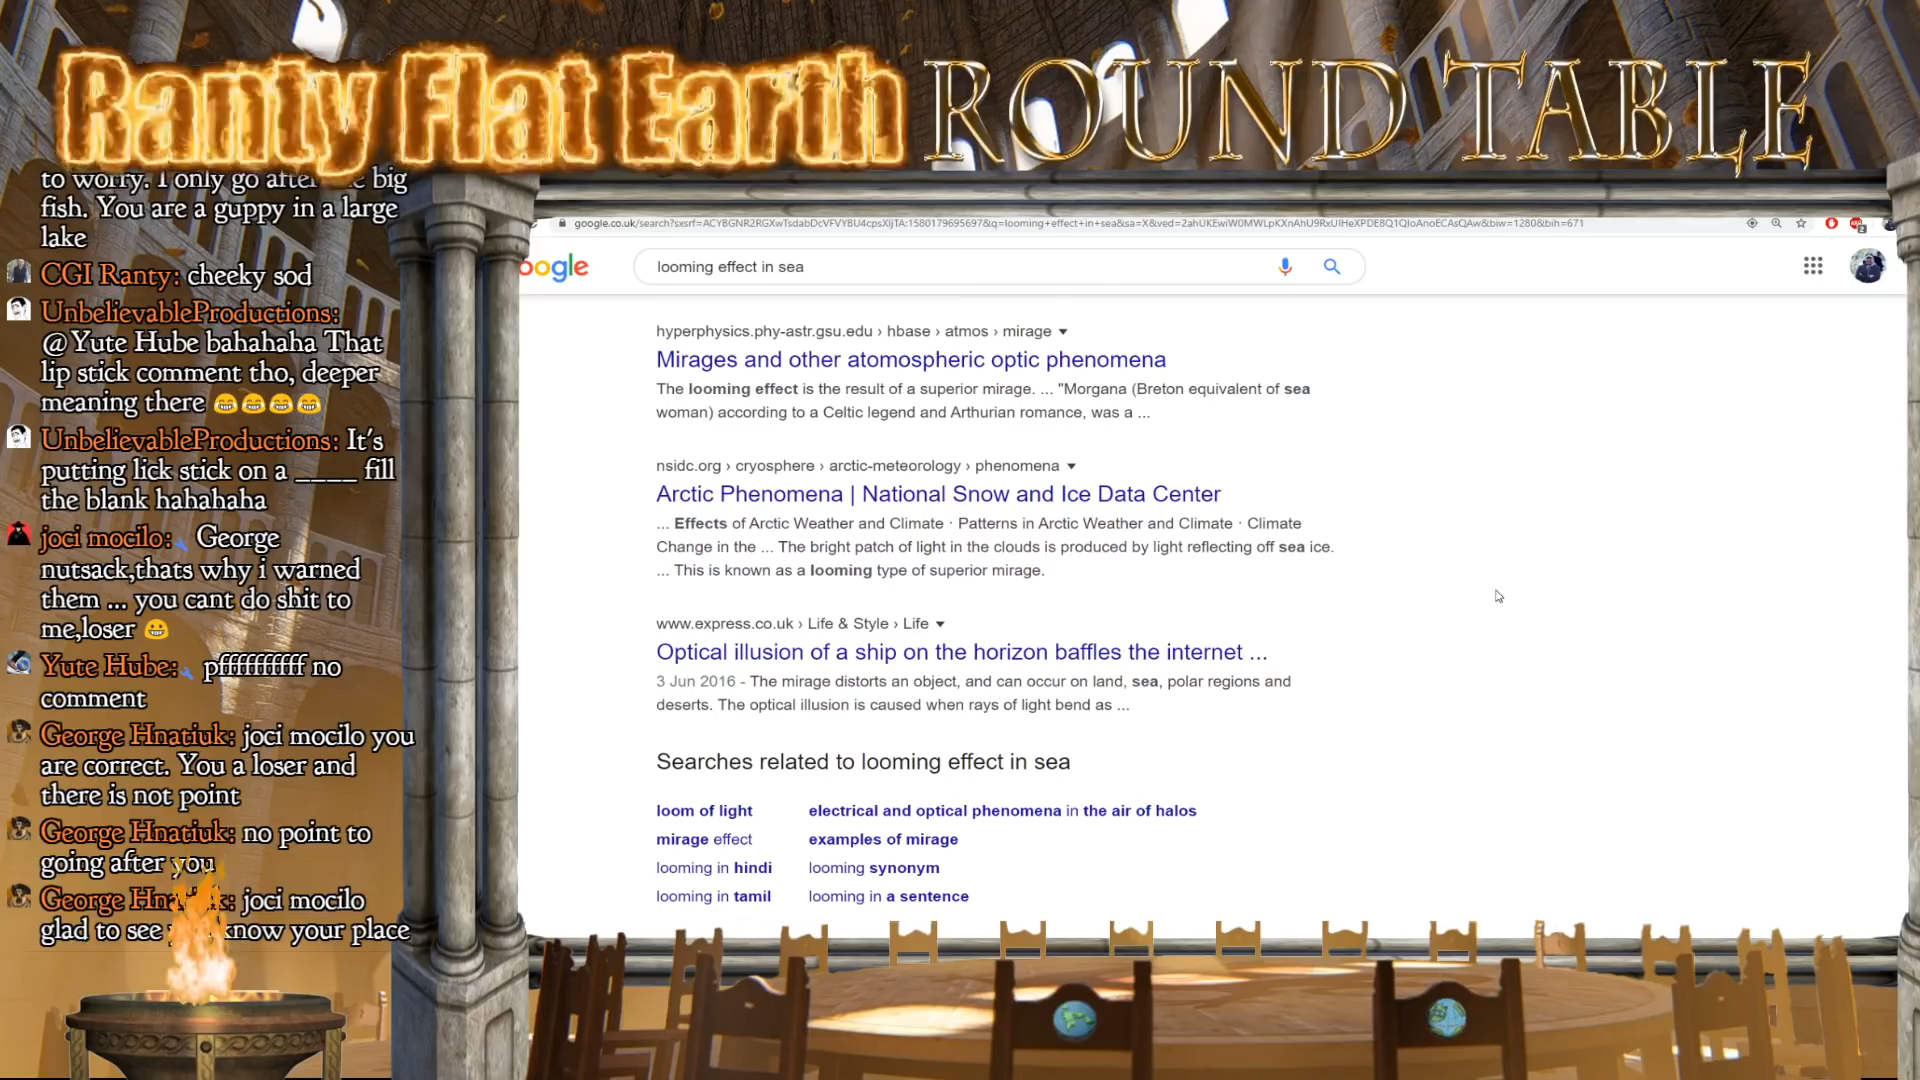 Ranty Flat Earth ROUND TABLE
to worry. I only go after big
fish. You are a guppy in a large
lake
CGI Ranty: cheeky sod
UnbelievableProductions:
@Yute Hube bahahaha That
lip stick comment tho, deeper
meaning there 😂😂😂😂
UnbelievableProductions: It's
putting lick stick on a ____ fill
the blank hahahaha
joci mocilo: George
nutsack,thats why i warned
them ... you cant do shit to
me,loser 😀
Yute Hube: pffffffffff no
comment
George Hnatiuk: joci mocilo you
are correct. You a loser and
there is not point
George Hnatiuk: no point to
going after you
George Hnatiuk: joci mocilo
glad to see know your place
google.co.uk/search?sxsrf=ACYBGNR2RGXwTsdabDcVFVYBU4cpsXIjTA:1580179695697&q=looming+effect+in+sea&sa=X&ved=2ahUKEwiW0MWLpKXnAhU9RxUIHeXPDE8Q1QIoAnoECAsQAw&biw=1280&bih=671
oogle
looming effect in sea
hyperphysics.phy-astr.gsu.edu › hbase › atmos › mirage
Mirages and other atomospheric optic phenomena
The looming effect is the result of a superior mirage. ... "Morgana (Breton equivalent of sea
woman) according to a Celtic legend and Arthurian romance, was a ...
nsidc.org › cryosphere › arctic-meteorology › phenomena
Arctic Phenomena | National Snow and Ice Data Center
... Effects of Arctic Weather and Climate · Patterns in Arctic Weather and Climate · Climate
Change in the ... The bright patch of light in the clouds is produced by light reflecting off sea ice.
... This is known as a looming type of superior mirage.
www.express.co.uk › Life & Style › Life
Optical illusion of a ship on the horizon baffles the internet ...
3 Jun 2016 - The mirage distorts an object, and can occur on land, sea, polar regions and
deserts. The optical illusion is caused when rays of light bend as ...
Searches related to looming effect in sea
loom of light
electrical and optical phenomena in the air of halos
mirage effect
examples of mirage
looming in hindi
looming synonym
looming in tamil
looming in a sentence